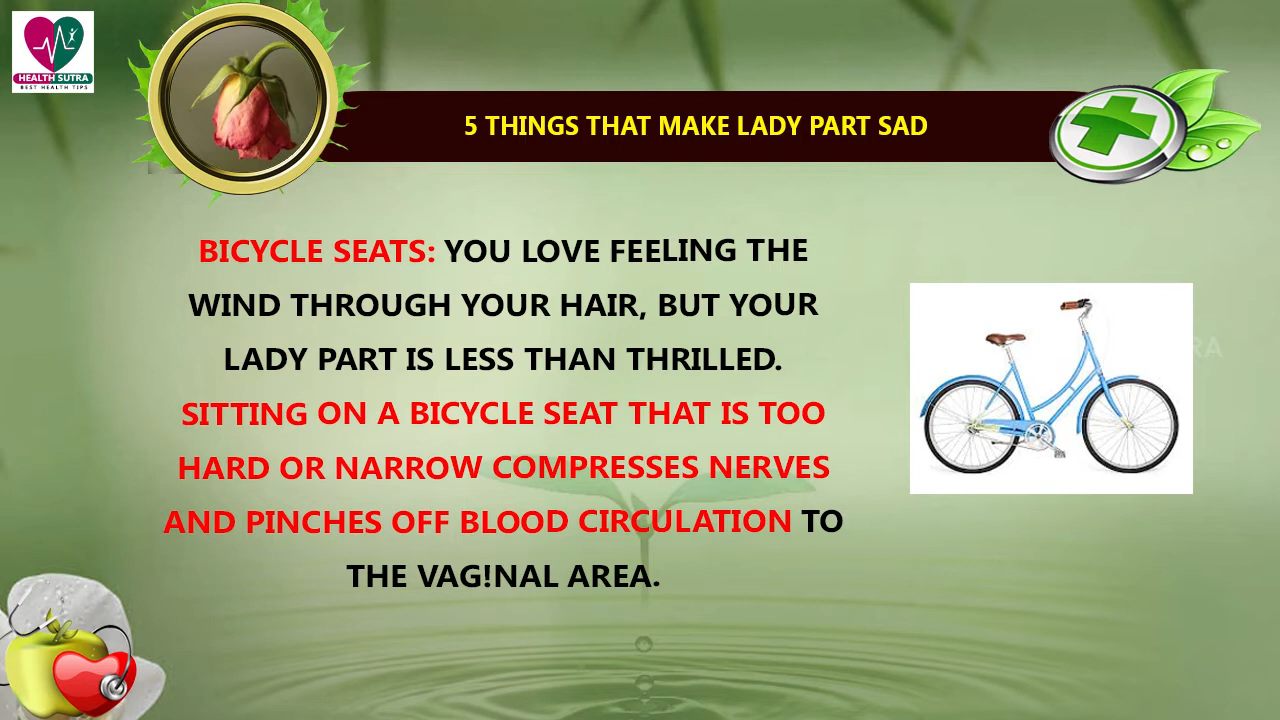 HEALTH SUTRA
BEST HEALTH TIPS
5 THINGS THAT MAKE LADY PART SAD
BICYCLE SEATS: YOU LOVE FEELING THE
WIND THROUGH YOUR HAIR, BUT YOUR
LADY PART IS LESS THAN THRILLED.
SITTING ON A BICYCLE SEAT THAT IS TOO
HARD OR NARROW COMPRESSES NERVES
AND PINCHES OFF BLOOD CIRCULATION TO
THE VAG!NAL AREA.